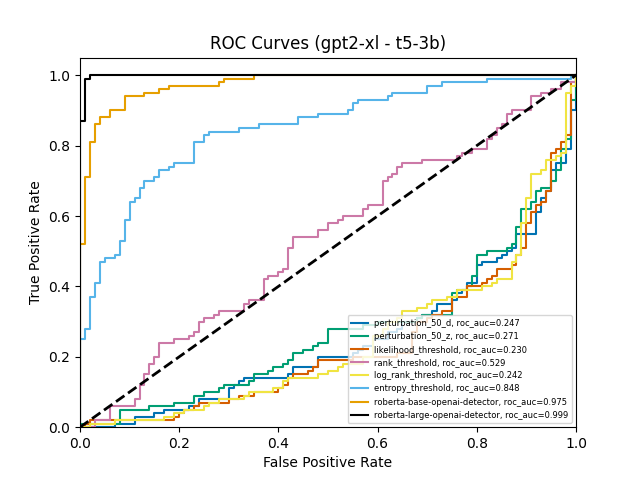 ROC Curves (gpt2-xl - t5-3b)
1.0
0.8
0.6
0.4
0.2
0.0
True Positive Rate
perturbation_50_d, roc_auc=0.247
perturbation_50_z, roc_auc=0.271
likelihood_threshold, roc_auc=0.230
rank_threshold, roc_auc=0.529
log_rank_threshold, roc_auc=0.242
entropy_threshold, roc_auc=0.848
roberta-base-openai-detector, roc_auc=0.975
roberta-large-openai-detector, roc_auc=0.999
0.0 0.2 0.4 0.6 0.8 1.0
False Positive Rate